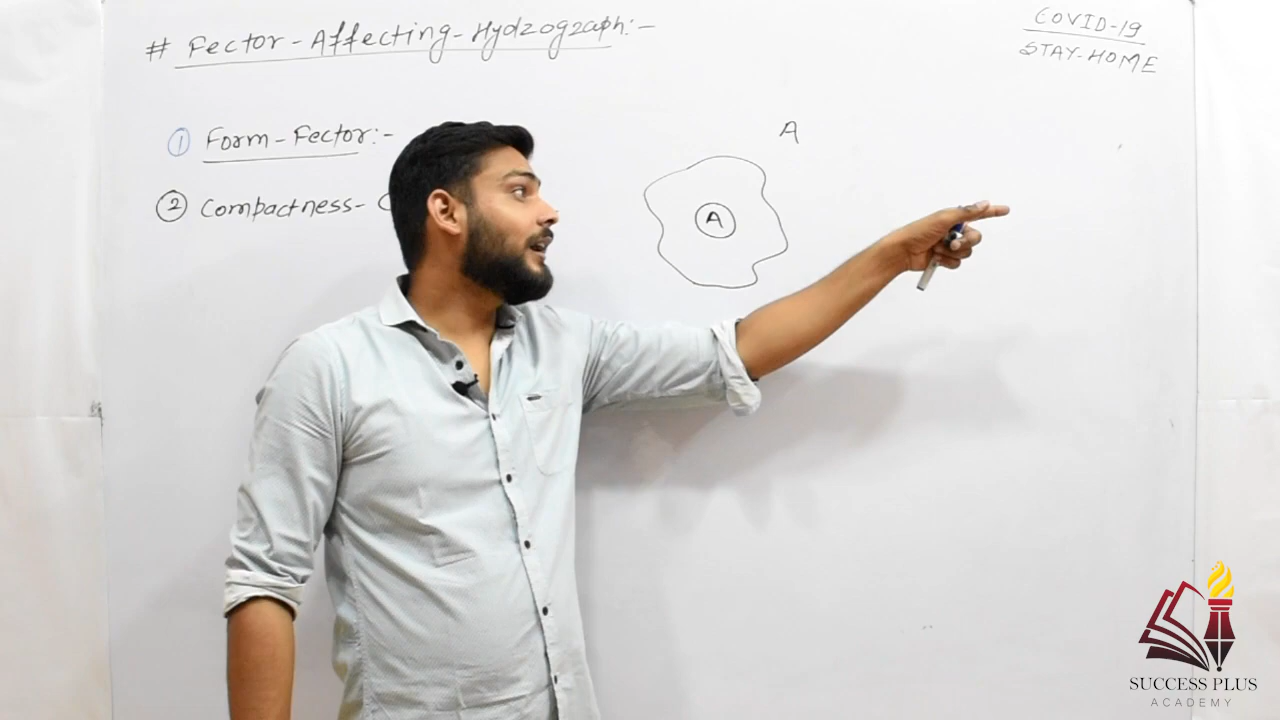 # Fector-Affecting-Hydrograph:-
COVID-19
STAY-HOME
① Form-Fector:-
② Compactness- C
A
A
SUCCESS PLUS
ACADEMY